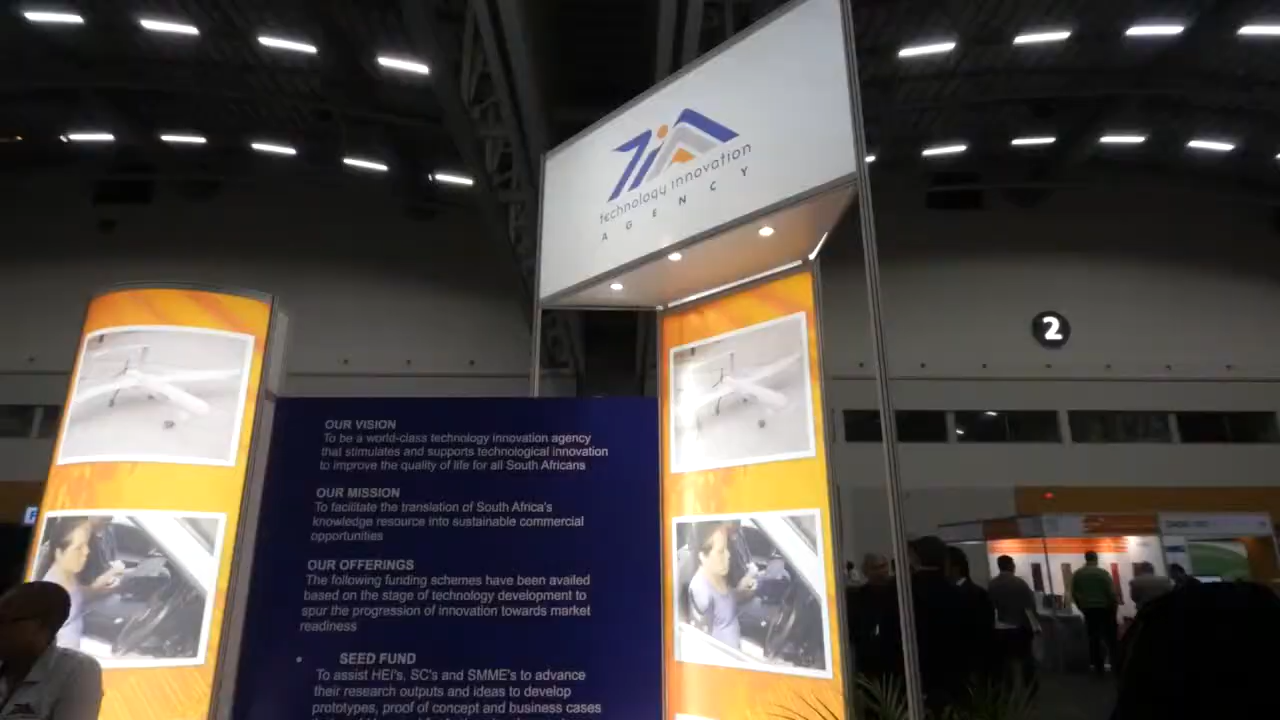 TIA
technology innovation
AGENCY
2
OUR VISION
To be a world-class technology innovation agency
that stimulates and supports technological innovation
to improve the quality of life for all South Africans
OUR MISSION
To facilitate the translation of South Africa's
knowledge resource into sustainable commercial
opportunities
OUR OFFERINGS
The following funding schemes have been availed
based on the stage of technology development to
spur the progression of innovation towards market
readiness
• SEED FUND
To assist HEI's, SC's and SMME's to advance
their research outputs and ideas to develop
prototypes, proof of concept and business cases